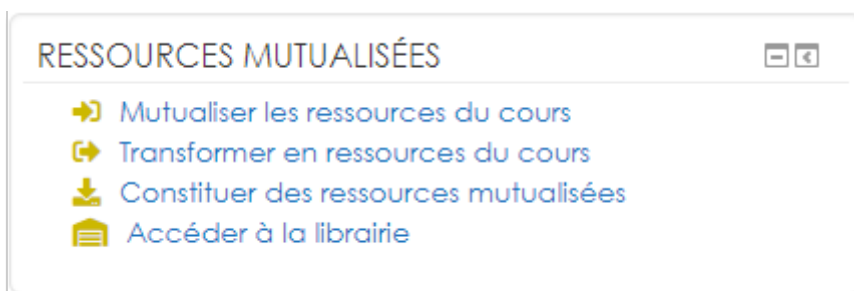 RESSOURCES MUTUALISÉES
Mutualiser les ressources du cours
Transformer en ressources du cours
Constituer des ressources mutualisées
Accéder à la librairie